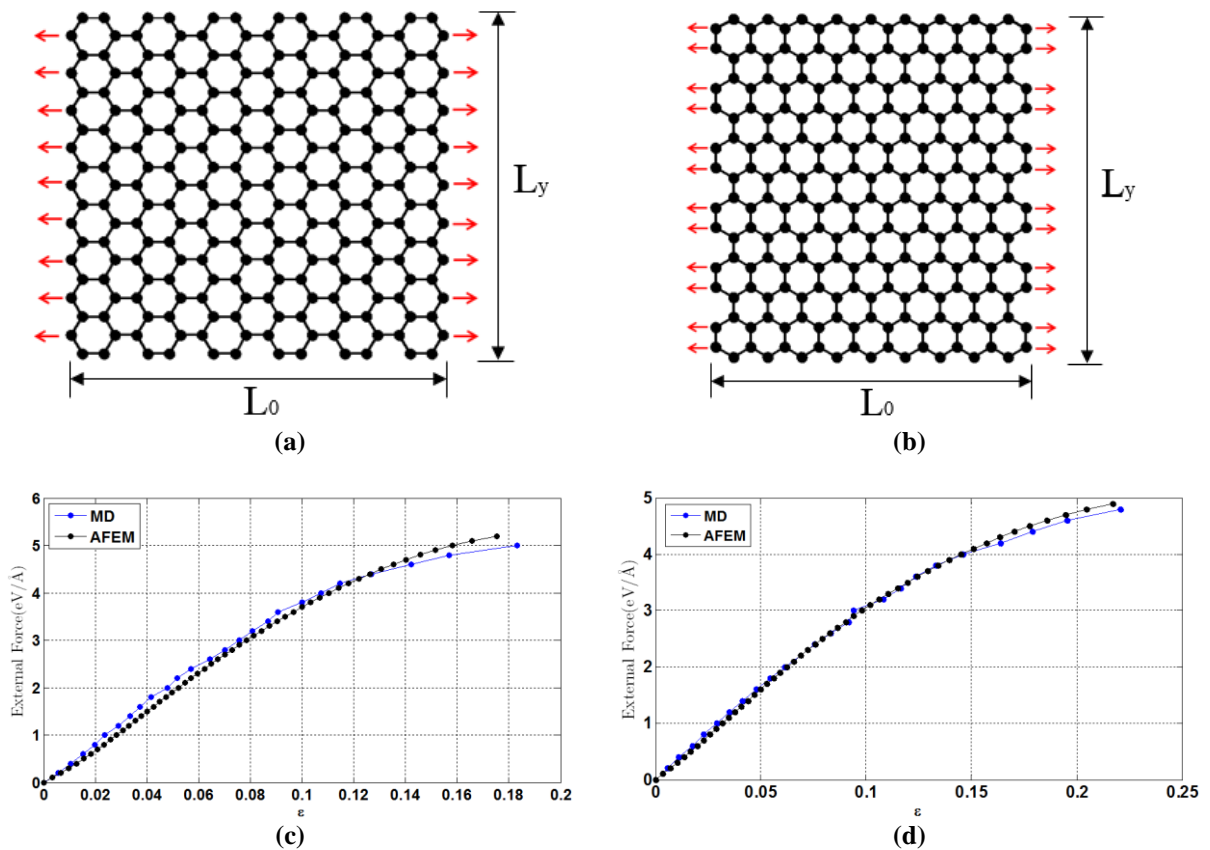 Ly
L0
(a)
Ly
L0
(b)
External Force(eV/Å)
6
5
4
3
2
1
0
MD
AFEM
0 0.02 0.04 0.06 0.08 0.1 0.12 0.14 0.16 0.18 0.2
ε
(c)
External Force(eV/Å)
5
4
3
2
1
0
MD
AFEM
0 0.05 0.1 0.15 0.2 0.25
ε
(d)